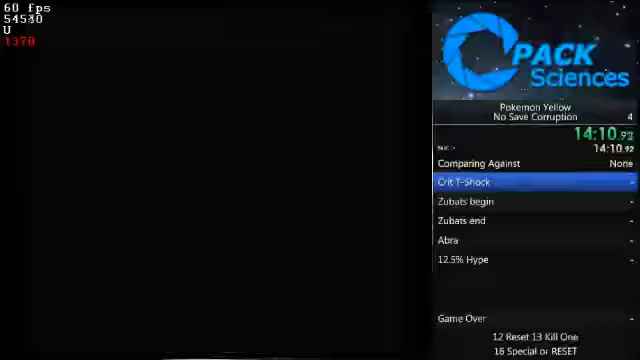 60 fps
54530
U
1370
PACK
Sciences
Pokemon Yellow
No Save Corruption 4
14:10.92
14:10.92
Comparing Against None
Crit T-Shock -
Zubats begin -
Zubats end -
Abra -
12.5% Hype -
Game Over -
12 Reset 13 Kill One
16 Special or RESET